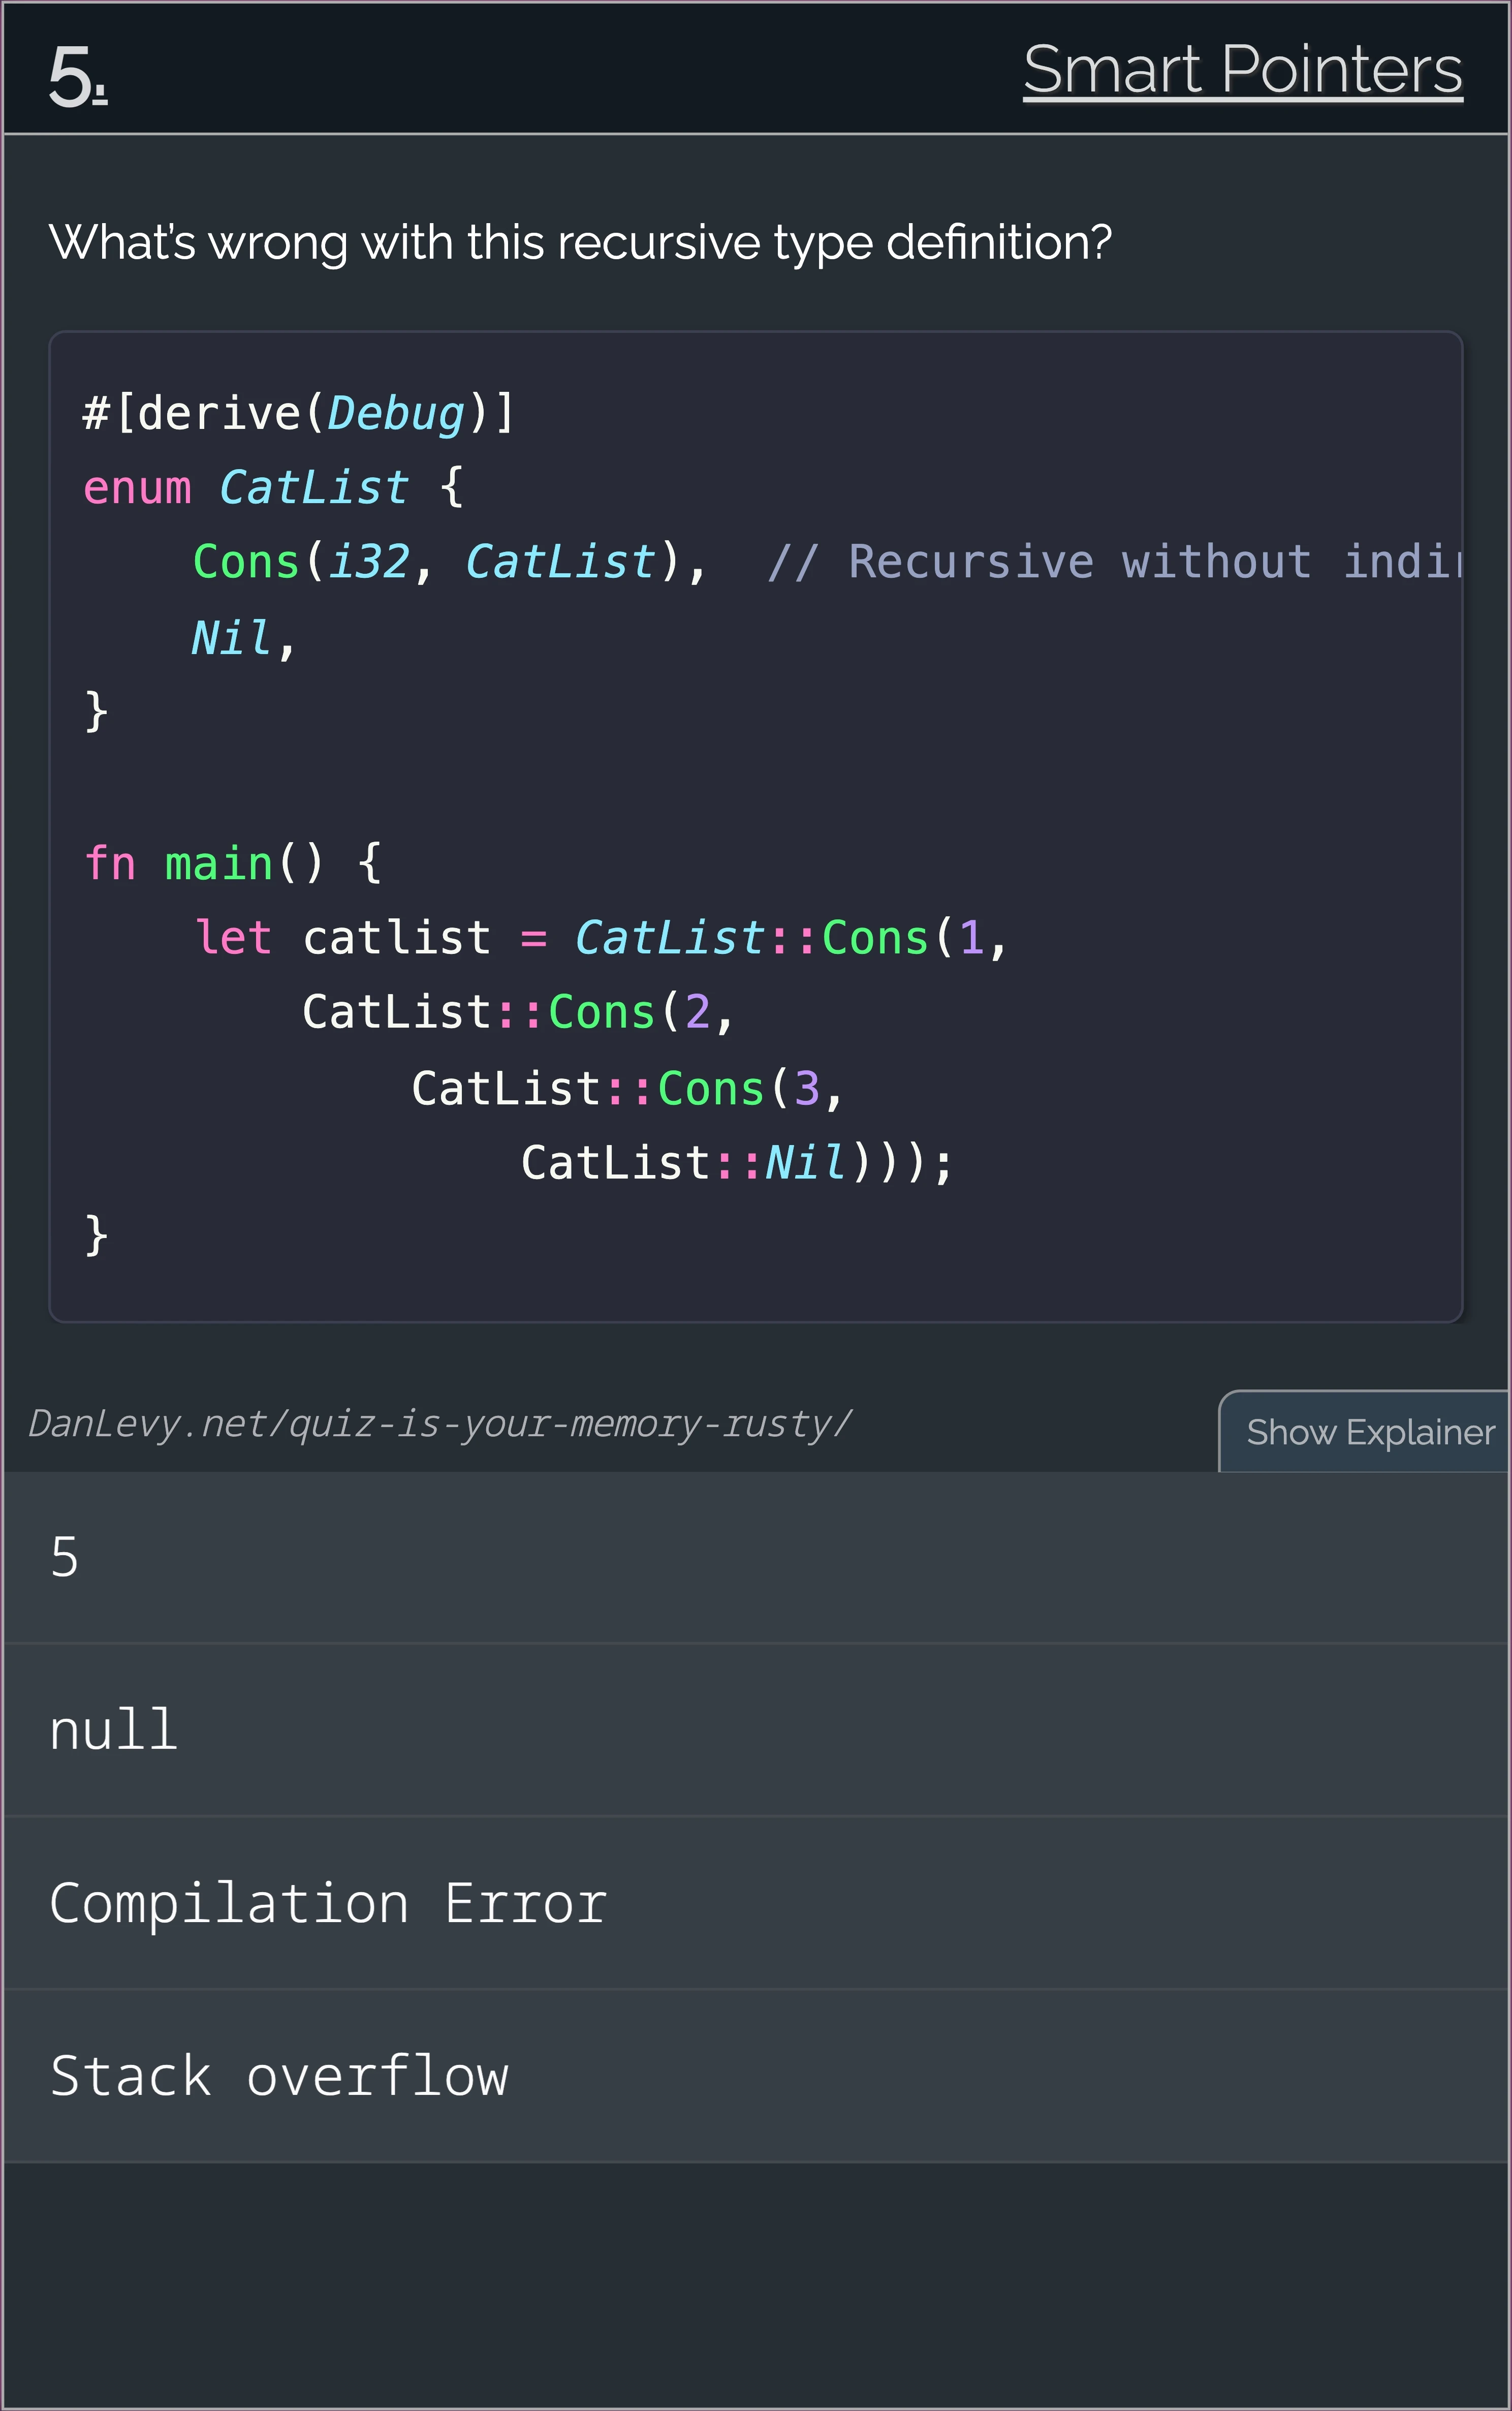 5.
Smart Pointers
What's wrong with this recursive type definition?
#[derive(Debug)]
enum CatList {
    Cons(i32, CatList),  // Recursive without
    Nil,
}
fn main() {
    let catlist = CatList::Cons(1,
        CatList::Cons(2,
            CatList::Cons(3,
                CatList::Nil)));
}
DanLevy.net/quiz-is-your-memory-rusty/
Show Explainer
5
null
Compilation Error
Stack overflow